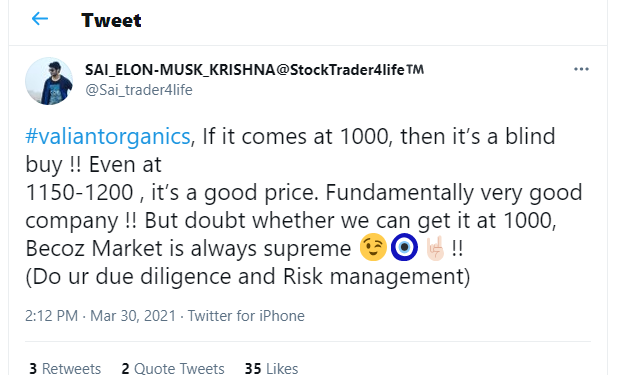 Tweet
SAI_ELON-MUSK_KRISHNA@StockTrader4life™
@Sai_trader4life
#valiantorganics, If it comes at 1000, then it’s a blind
buy !! Even at
1150-1200 , it’s a good price. Fundamentally very good
company !! But doubt whether we can get it at 1000,
Becoz Market is always supreme 😉🧿🤘🏻 !!
(Do ur due diligence and Risk management)
2:12 PM · Mar 30, 2021 · Twitter for iPhone
3 Retweets 2 Quote Tweets 35 Likes